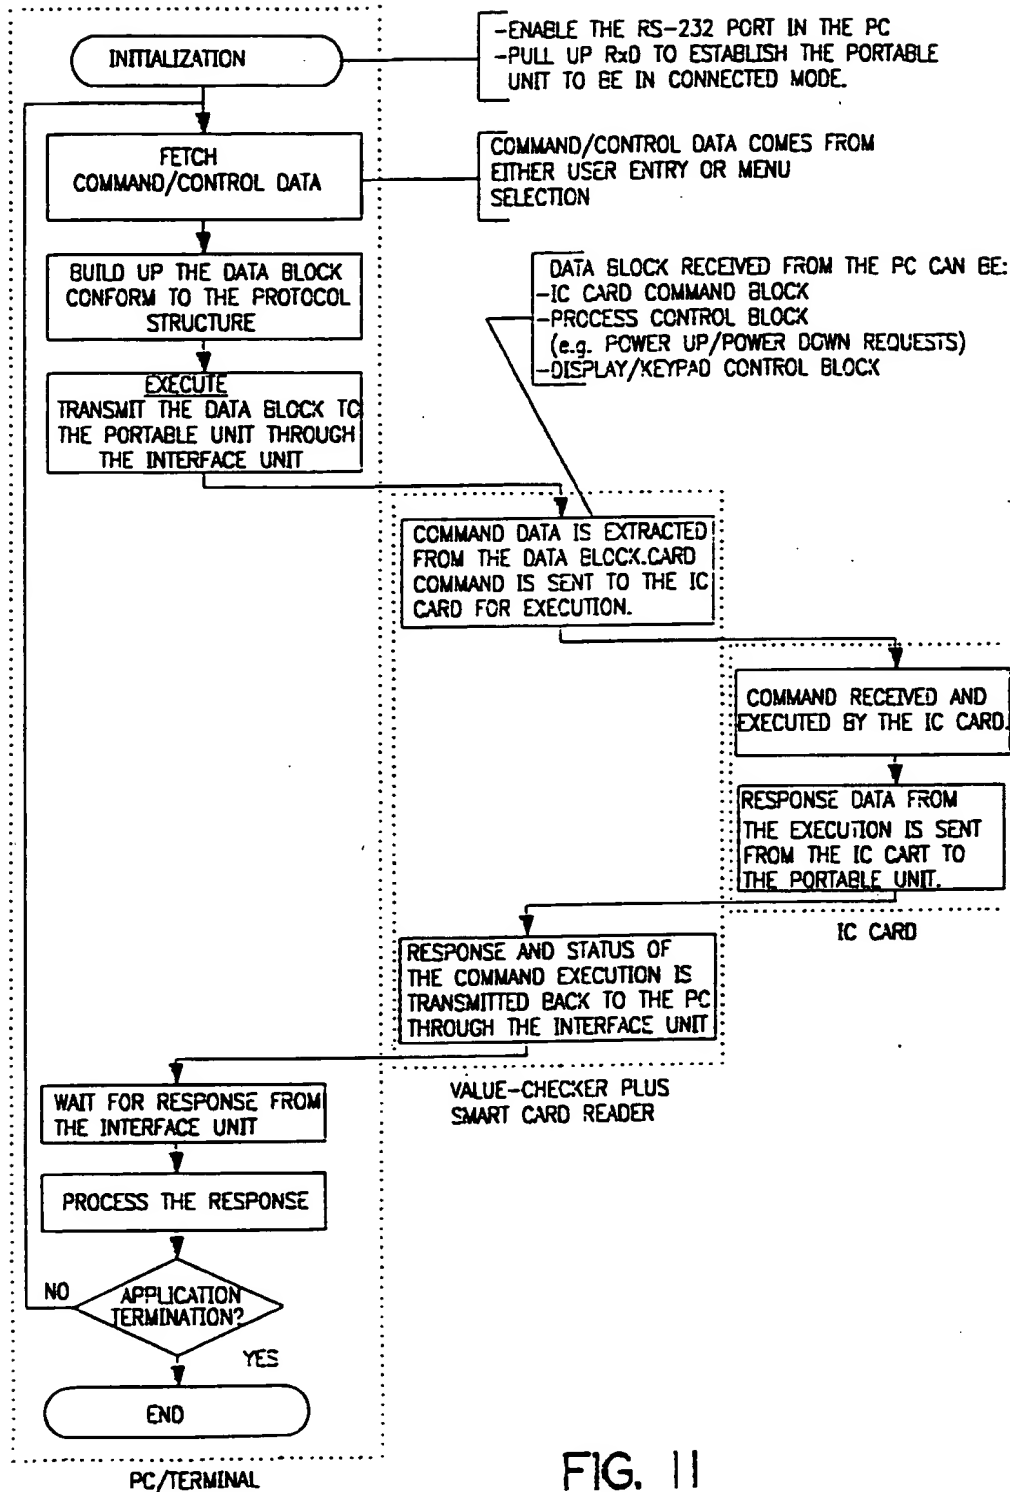 INITIALIZATION
-ENABLE THE RS-232 PORT IN THE PC
-PULL UP RxD TO ESTABLISH THE PORTABLE
UNIT TO BE IN CONNECTED MODE.
FETCH
COMMAND/CONTROL DATA
COMMAND/CONTROL DATA COMES FROM
EITHER USER ENTRY OR MENU
SELECTION
BUILD UP THE DATA BLOCK
CONFORM TO THE PROTOCOL
STRUCTURE
DATA BLOCK RECEIVED FROM THE PC CAN BE:
-IC CARD COMMAND BLOCK
-PROCESS CONTROL BLOCK
(e.g. POWER UP/POWER DOWN REQUESTS)
-DISPLAY/KEYPAD CONTROL BLOCK
EXECUTE
TRANSMIT THE DATA BLOCK TO
THE PORTABLE UNIT THROUGH
THE INTERFACE UNIT
COMMAND DATA IS EXTRACTED
FROM THE DATA BLOCK.CARD
COMMAND IS SENT TO THE IC
CARD FOR EXECUTION.
COMMAND RECEIVED AND
EXECUTED BY THE IC CARD.
RESPONSE DATA FROM
THE EXECUTION IS SENT
FROM THE IC CART TO
THE PORTABLE UNIT.
IC CARD
RESPONSE AND STATUS OF
THE COMMAND EXECUTION IS
TRANSMITTED BACK TO THE PC
THROUGH THE INTERFACE UNIT
VALUE-CHECKER PLUS
SMART CARD READER
WAIT FOR RESPONSE FROM
THE INTERFACE UNIT
PROCESS THE RESPONSE
APPLICATION
TERMINATION?
NO
YES
END
PC/TERMINAL
FIG. 11